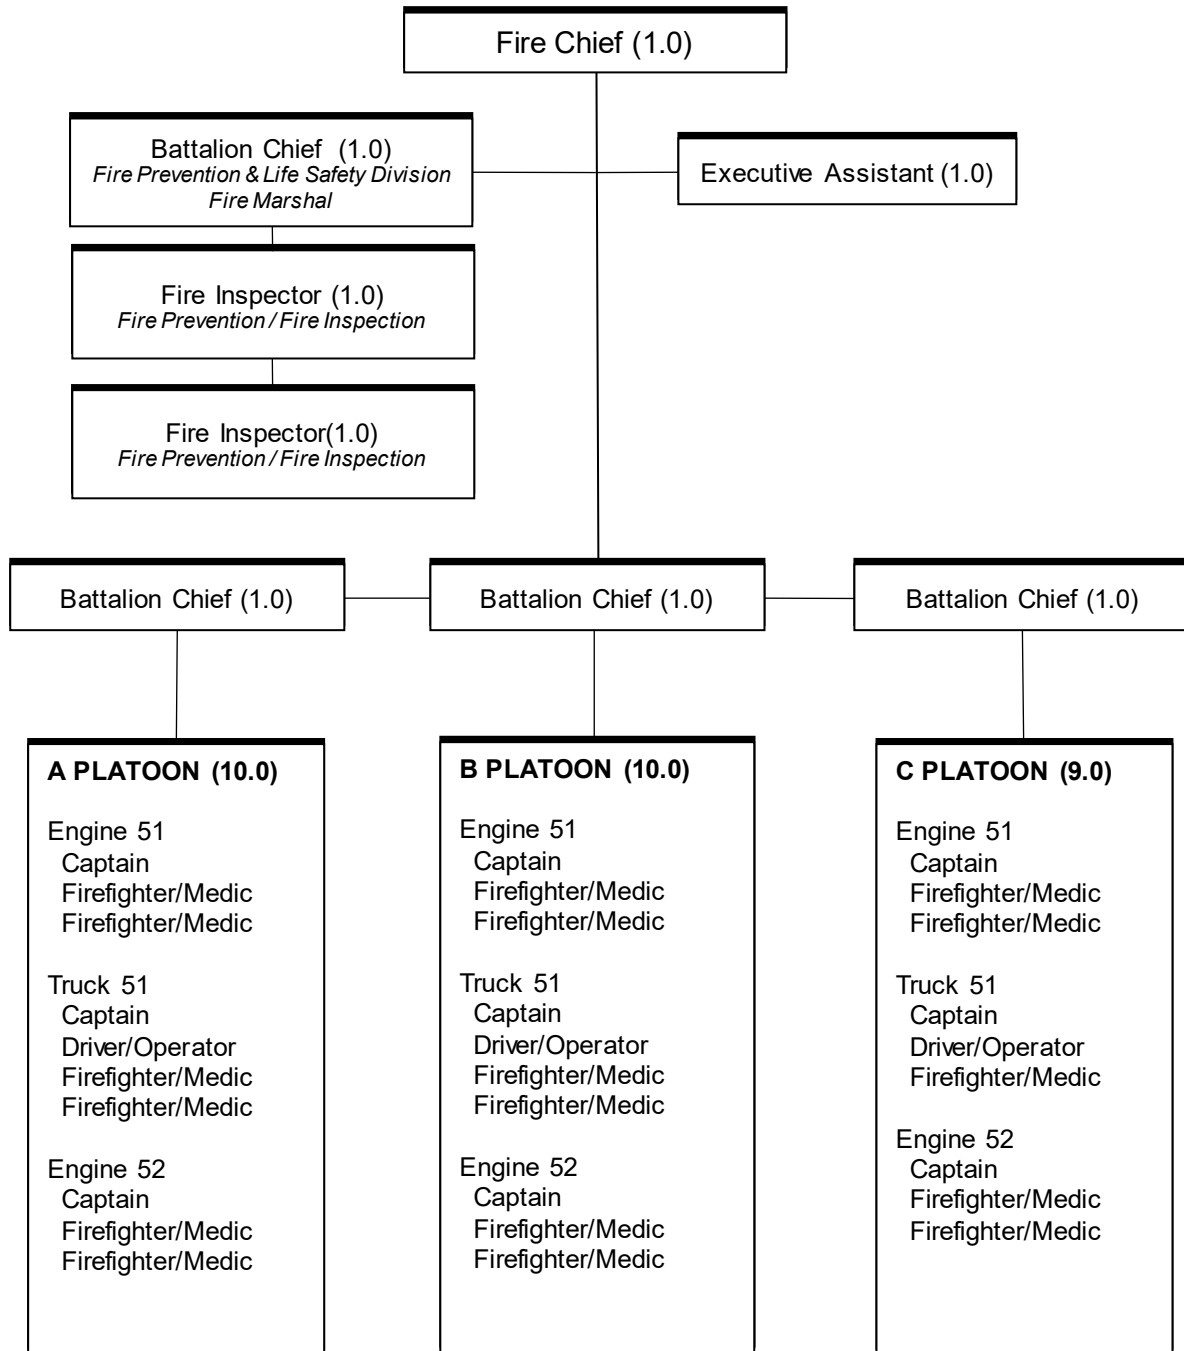 Fire Chief (1.0)
Battalion Chief (1.0)
Fire Prevention & Life Safety Division
Fire Marshal
Executive Assistant (1.0)
Fire Inspector (1.0)
Fire Prevention / Fire Inspection
Fire Inspector(1.0)
Fire Prevention / Fire Inspection
Battalion Chief (1.0)
Battalion Chief (1.0)
Battalion Chief (1.0)
A PLATOON (10.0)
Engine 51
Captain
Firefighter/Medic
Firefighter/Medic
Truck 51
Captain
Driver/Operator
Firefighter/Medic
Firefighter/Medic
Engine 52
Captain
Firefighter/Medic
Firefighter/Medic
B PLATOON (10.0)
Engine 51
Captain
Firefighter/Medic
Firefighter/Medic
Truck 51
Captain
Driver/Operator
Firefighter/Medic
Firefighter/Medic
Engine 52
Captain
Firefighter/Medic
Firefighter/Medic
C PLATOON (9.0)
Engine 51
Captain
Firefighter/Medic
Firefighter/Medic
Truck 51
Captain
Driver/Operator
Firefighter/Medic
Engine 52
Captain
Firefighter/Medic
Firefighter/Medic